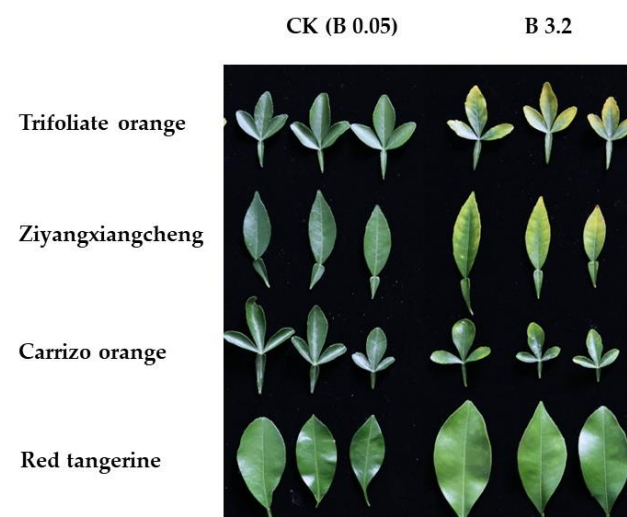 CK (B 0.05) B 3.2
Trifoliate orange
Ziyangxiangcheng
Carrizo orange
Red tangerine